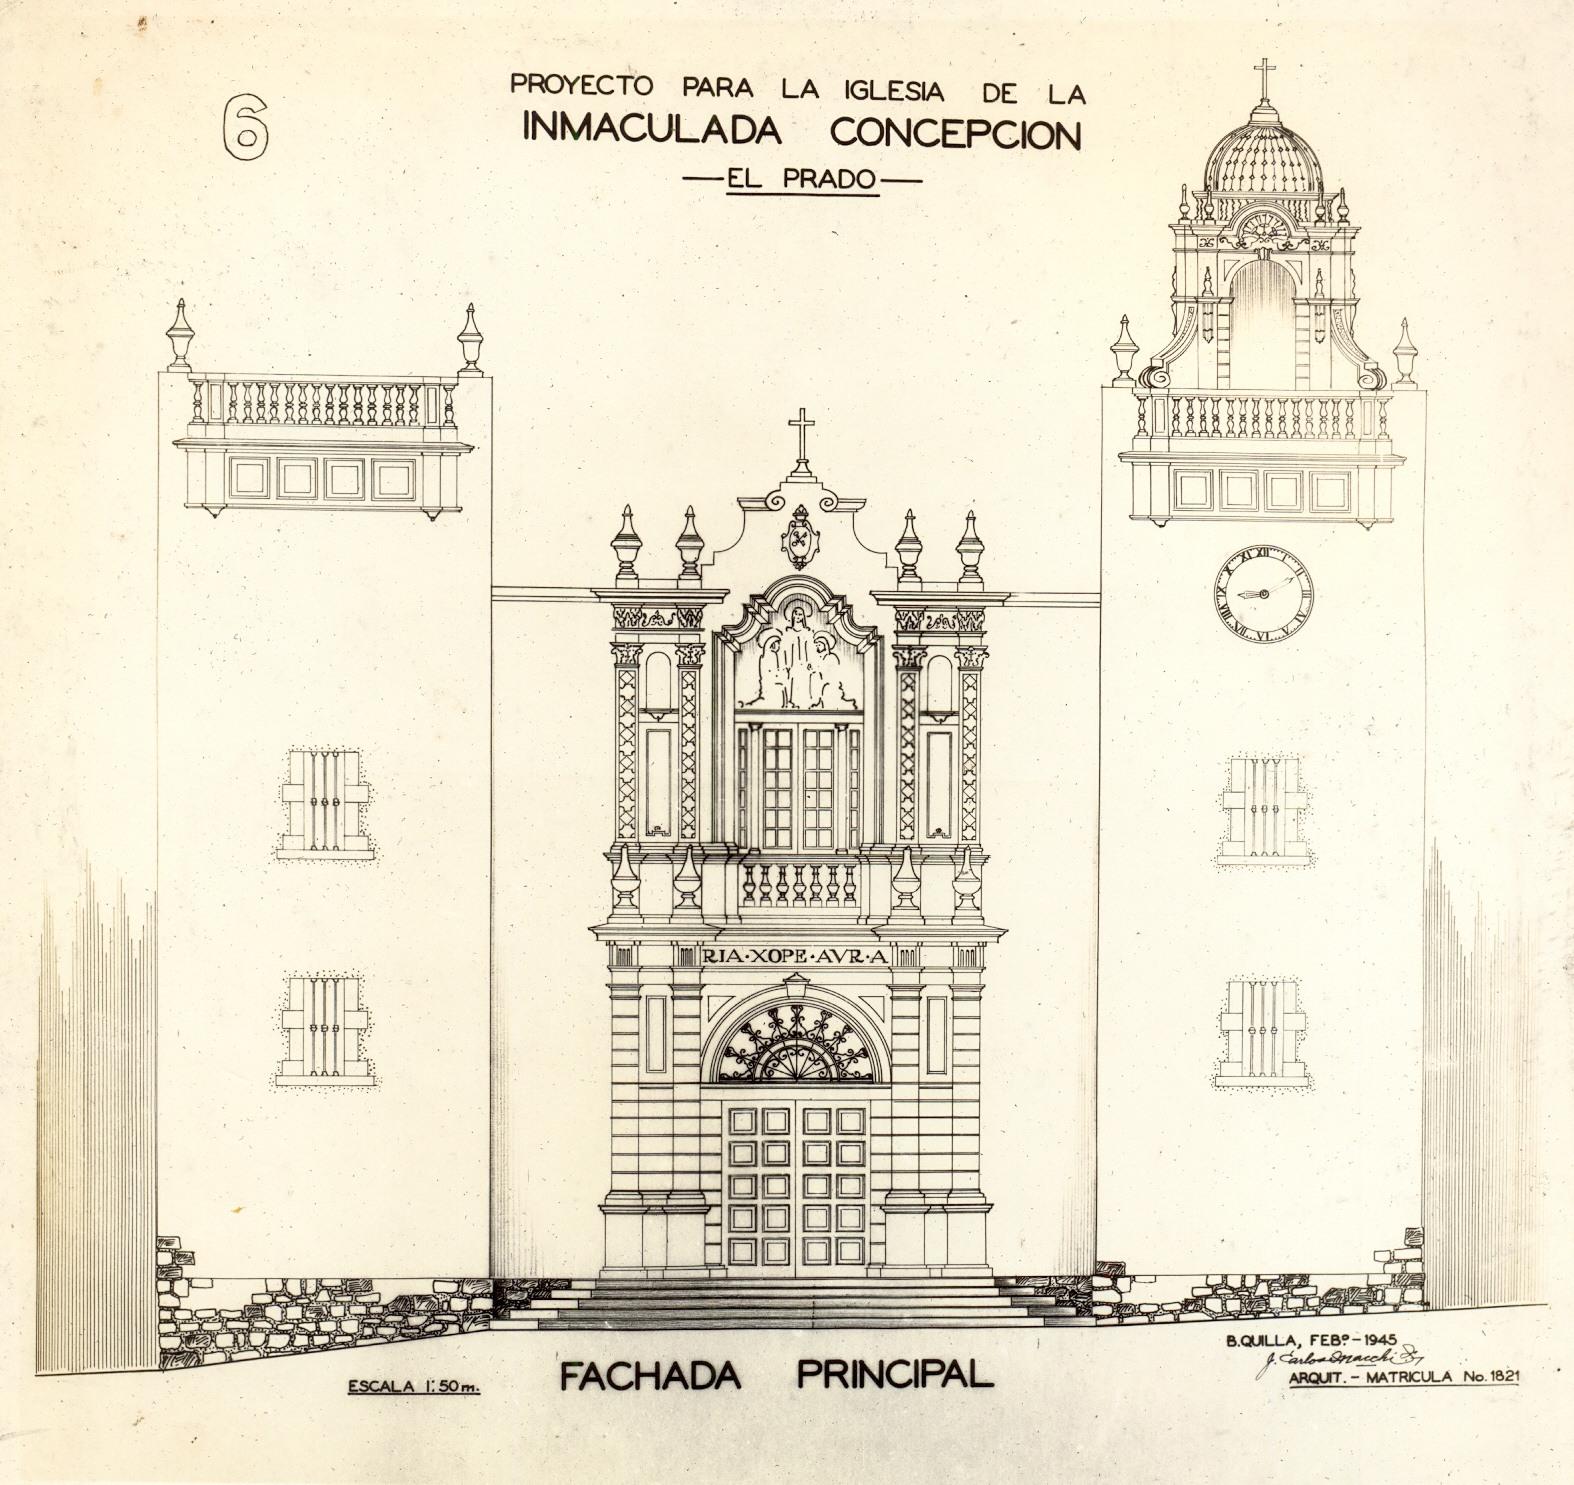 6
PROYECTO PARA LA IGLESIA DE LA
INMACULADA CONCEPCION
—EL PRADO—
RIA·XOPE·AVR·A
FACHADA PRINCIPAL
ESCALA 1:50 m.
B.QUILLA, FEBº-1945
ARQUIT. - MATRICULA No. 1821